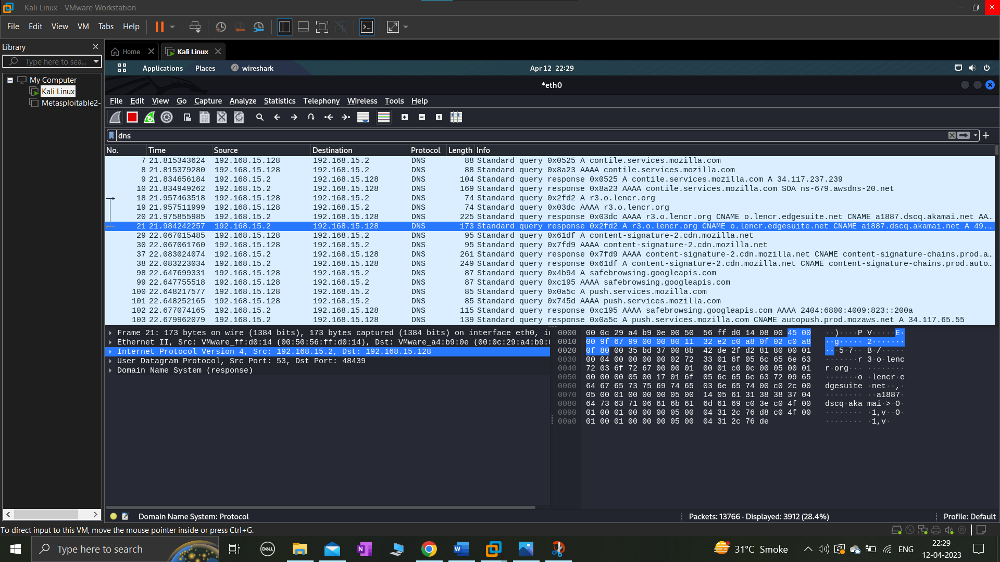 Kali Linux - VMware Workstation
File Edit View VM Tabs Help
Library
Type here to sea...
My Computer
Kali Linux
Metasploitable2-
Home
Kali Linux
Applications Places wireshark
Apr 12 22:29
*eth0
File Edit View Go Capture Analyze Statistics Telephony Wireless Tools Help
dns
No. Time Source Destination Protocol Length Info
7 21.815343624 192.168.15.128 192.168.15.2 DNS 88 Standard query 0x0525 A contile.services.mozilla.com
8 21.815379280 192.168.15.128 192.168.15.2 DNS 88 Standard query 0x8a23 AAAA contile.services.mozilla.com
9 21.834656184 192.168.15.2 192.168.15.128 DNS 104 Standard query response 0x0525 A contile.services.mozilla.com A 34.117.237.239
10 21.834949262 192.168.15.2 192.168.15.128 DNS 169 Standard query response 0x8a23 AAAA contile.services.mozilla.com SOA ns-679.awsdns-20.net
18 21.957463518 192.168.15.128 192.168.15.2 DNS 74 Standard query 0x2fd2 A r3.o.lencr.org
19 21.957511999 192.168.15.128 192.168.15.2 DNS 74 Standard query 0x03dc AAAA r3.o.lencr.org
20 21.975855985 192.168.15.2 192.168.15.128 DNS 225 Standard query response 0x03dc AAAA r3.o.lencr.org CNAME o.lencr.edgesuite.net CNAME a1887.dscq.akamai.net AA...
21 21.984242257 192.168.15.2 192.168.15.128 DNS 173 Standard query response 0x2fd2 A r3.o.lencr.org CNAME o.lencr.edgesuite.net CNAME a1887.dscq.akamai.net A 49....
29 22.067015485 192.168.15.128 192.168.15.2 DNS 95 Standard query 0x61df A content-signature-2.cdn.mozilla.net
30 22.067061760 192.168.15.128 192.168.15.2 DNS 95 Standard query 0x7fd9 AAAA content-signature-2.cdn.mozilla.net
37 22.083024074 192.168.15.2 192.168.15.128 DNS 261 Standard query response 0x7fd9 AAAA content-signature-2.cdn.mozilla.net CNAME content-signature-chains.prod.a...
38 22.083223034 192.168.15.2 192.168.15.128 DNS 249 Standard query response 0x61df A content-signature-2.cdn.mozilla.net CNAME content-signature-chains.prod.auto...
98 22.647699331 192.168.15.128 192.168.15.2 DNS 87 Standard query 0x4b94 A safebrowsing.googleapis.com
99 22.647755518 192.168.15.128 192.168.15.2 DNS 87 Standard query 0xc195 AAAA safebrowsing.googleapis.com
100 22.648217577 192.168.15.128 192.168.15.2 DNS 85 Standard query 0x0a5c A push.services.mozilla.com
101 22.648252165 192.168.15.128 192.168.15.2 DNS 85 Standard query 0x745d AAAA push.services.mozilla.com
102 22.677074165 192.168.15.2 192.168.15.128 DNS 115 Standard query response 0xc195 AAAA safebrowsing.googleapis.com AAAA 2404:6800:4009:823::200a
103 22.679962079 192.168.15.2 192.168.15.128 DNS 139 Standard query response 0x0a5c A push.services.mozilla.com CNAME autopush.prod.mozaws.net A 34.117.65.55
Frame 21: 173 bytes on wire (1384 bits), 173 bytes captured (1384 bits) on interface eth0, id
Ethernet II, Src: VMware_ff:d0:14 (00:50:56:ff:d0:14), Dst: VMware_a4:b9:0e (00:0c:29:a4:b9:0
Internet Protocol Version 4, Src: 192.168.15.2, Dst: 192.168.15.128
User Datagram Protocol, Src Port: 53, Dst Port: 48439
Domain Name System (response)
0000 00 0c 29 a4 b9 0e 00 50 56 ff d0 14 08 00 45 00 ··)····P V·····E·
0010 00 9f 67 99 00 00 80 11 32 e2 c0 a8 0f 02 c0 a8 ··g····· 2·······
0020 0f 80 00 35 bd 37 00 8b 42 de 2f d2 81 80 00 01 ···5·7·· B·/·····
0030 00 04 00 00 00 00 02 72 33 01 6f 05 6c 65 6e 63 ·······r 3·o·lenc
0040 72 03 6f 72 67 00 00 01 00 01 c0 0c 00 05 00 01 r·org··· ········
0050 00 00 00 05 00 17 01 6f 05 6c 65 6e 63 72 09 65 ·······o ·lencr·e
0060 64 67 65 73 75 69 74 65 03 6e 65 74 00 c0 2c 00 dgesuite ·net··,·
0070 05 00 01 00 00 00 05 00 14 05 61 31 38 38 37 04 ········ ··a1887·
0080 64 73 63 71 06 61 6b 61 6d 61 69 c0 3e c0 4f 00 dscq·aka mai·>·O·
0090 01 00 01 00 00 00 05 00 04 31 2c 76 d8 c0 4f 00 ········ ·1,v··O·
00a0 01 00 01 00 00 00 05 00 04 31 2c 76 de ········ ·1,v·
Domain Name System: Protocol
Packets: 13766 · Displayed: 3912 (28.4%)
Profile: Default
To direct input to this VM, move the mouse pointer inside or press Ctrl+G.
Type here to search
DELL
31°C Smoke
ENG
22:29
12-04-2023